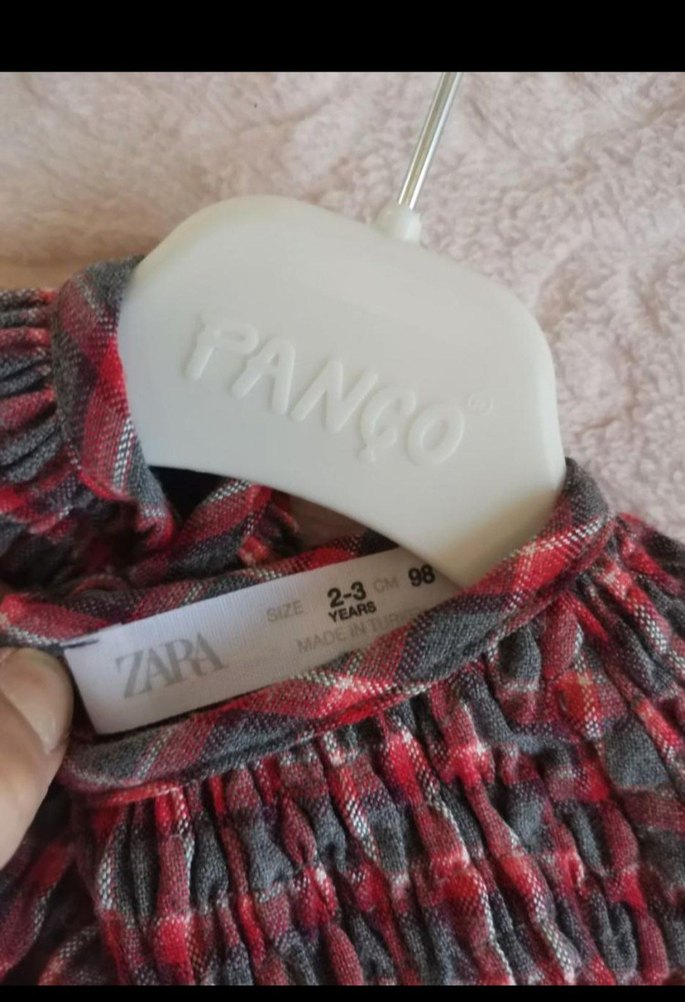 PANÇO®
ZARA
SIZE 2-3 YEARS CM 98
MADE IN TURKEY